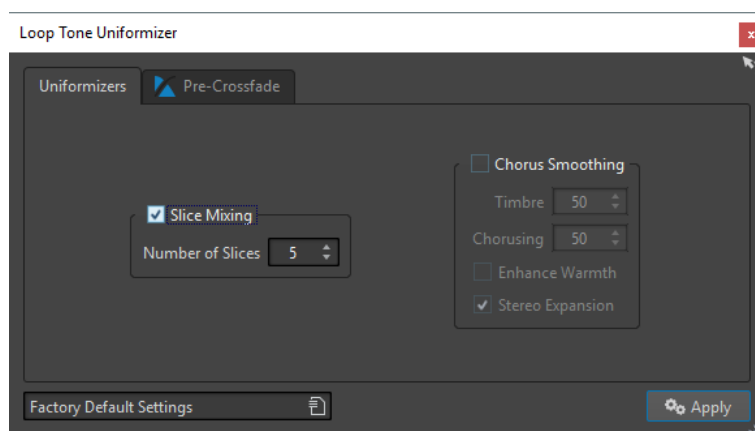 Loop Tone Uniformizer
x
Uniformizers
Pre-Crossfade
Slice Mixing
Number of Slices 5
Chorus Smoothing
Timbre 50
Chorusing 50
Enhance Warmth
Stereo Expansion
Factory Default Settings
Apply